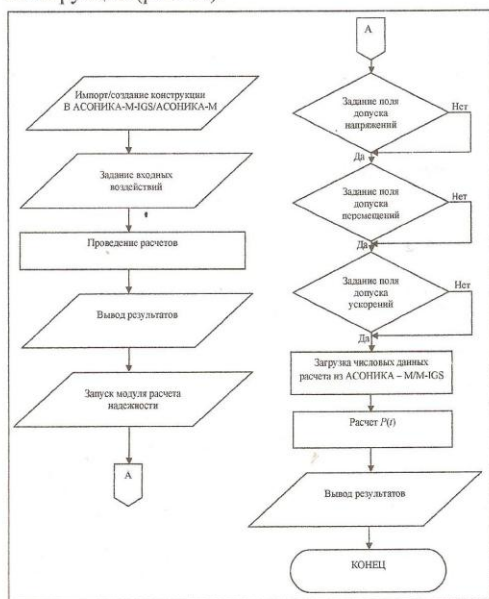 Импорт/создание конструкции
В АСОНИКА-М-IGS/АСОНИКА-М
Задание входных
воздействий
Проведение расчетов
Вывод результатов
Запуск модуля расчета
надежности
А
А
Задание поля
допуска
напряжений
Нет
Да
Задание поля
допуска
перемещений
Нет
Да
Задание поля
допуска
ускорений
Нет
Да
Загрузка числовых данных
расчета из АСОНИКА – М/М-IGS
Расчет P(t)
Вывод результатов
КОНЕЦ